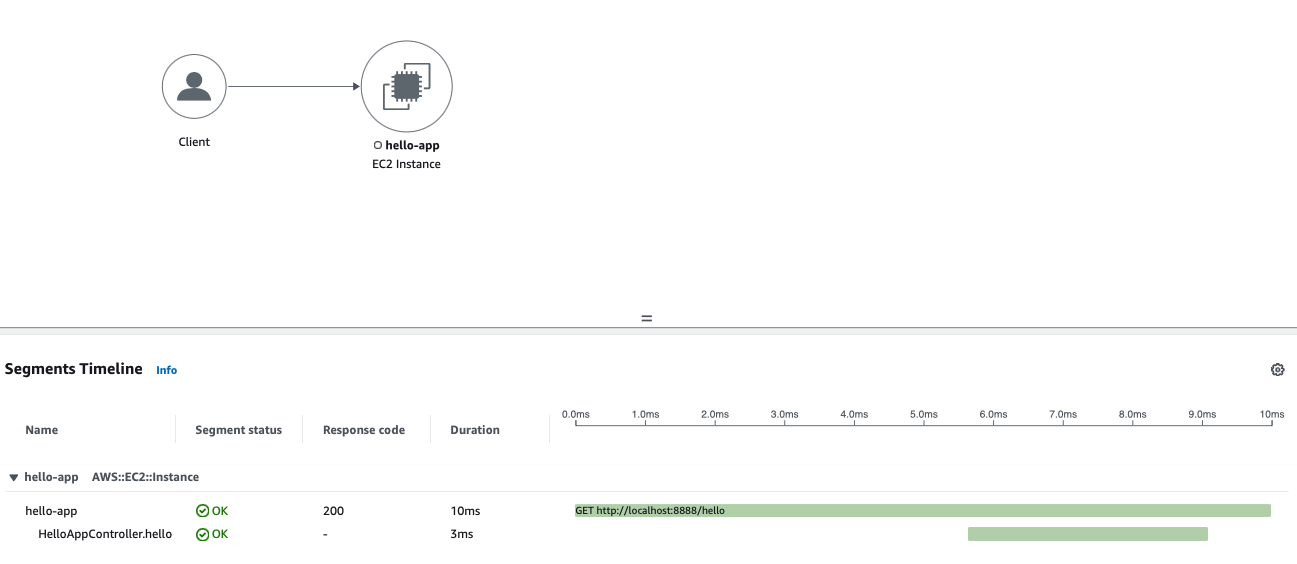 Client
hello-app
EC2 Instance
Segments Timeline Info
0.0ms 1.0ms 2.0ms 3.0ms 4.0ms 5.0ms 6.0ms 7.0ms 8.0ms 9.0ms 10ms
Name Segment status Response code Duration
hello-app AWS::EC2::Instance
hello-app OK 200 10ms GET http://localhost:8888/hello
HelloAppController.hello OK - 3ms